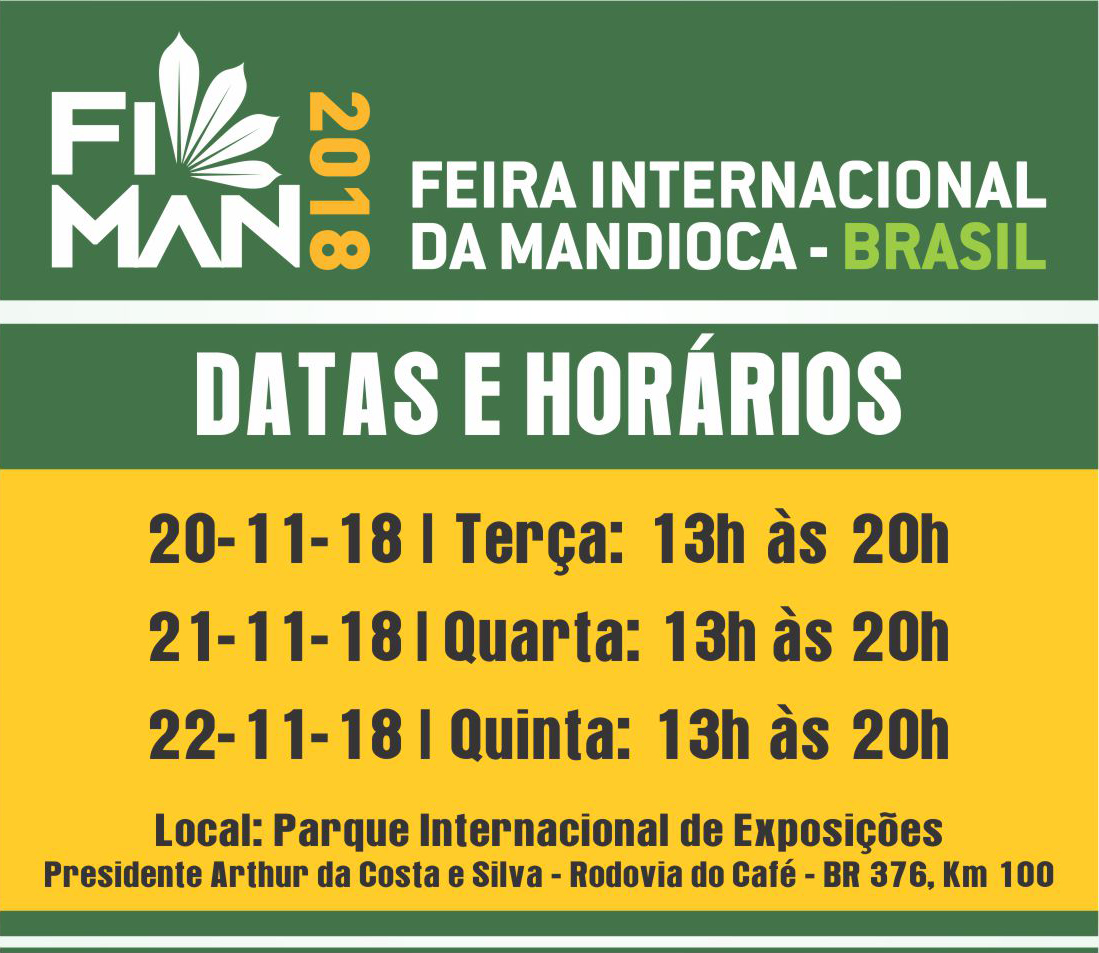 FI
MAN
2018
FEIRA INTERNACIONAL
DA MANDIOCA - BRASIL
DATAS E HORÁRIOS
20-11-18 | Terça: 13h às 20h
21-11-18 | Quarta: 13h às 20h
22-11-18 | Quinta: 13h às 20h
Local: Parque Internacional de Exposições
Presidente Arthur da Costa e Silva - Rodovia do Café - BR 376, Km 100